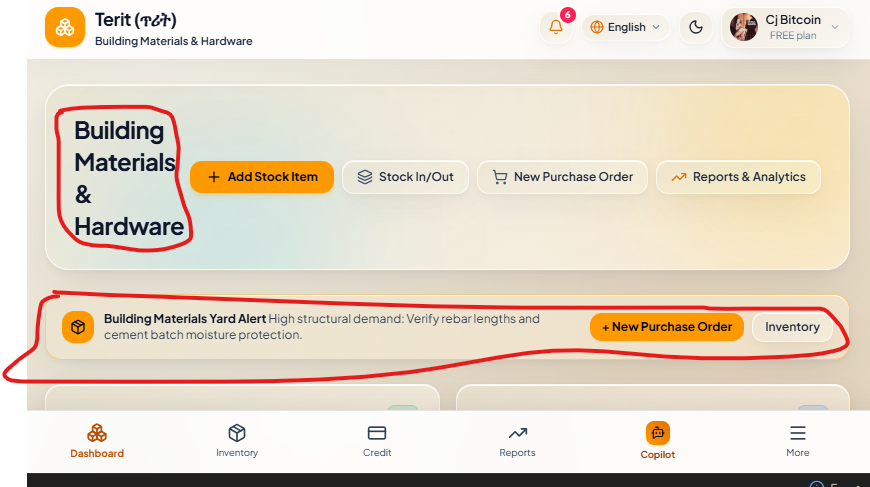 Terit (ጥሪት)
Building Materials & Hardware
6
English
Cj Bitcoin
FREE plan
Building
Materials
&
Hardware
+ Add Stock Item
Stock In/Out
New Purchase Order
Reports & Analytics
Building Materials Yard Alert High structural demand: Verify rebar lengths and
cement batch moisture protection.
+ New Purchase Order
Inventory
Dashboard
Inventory
Credit
Reports
Copilot
More